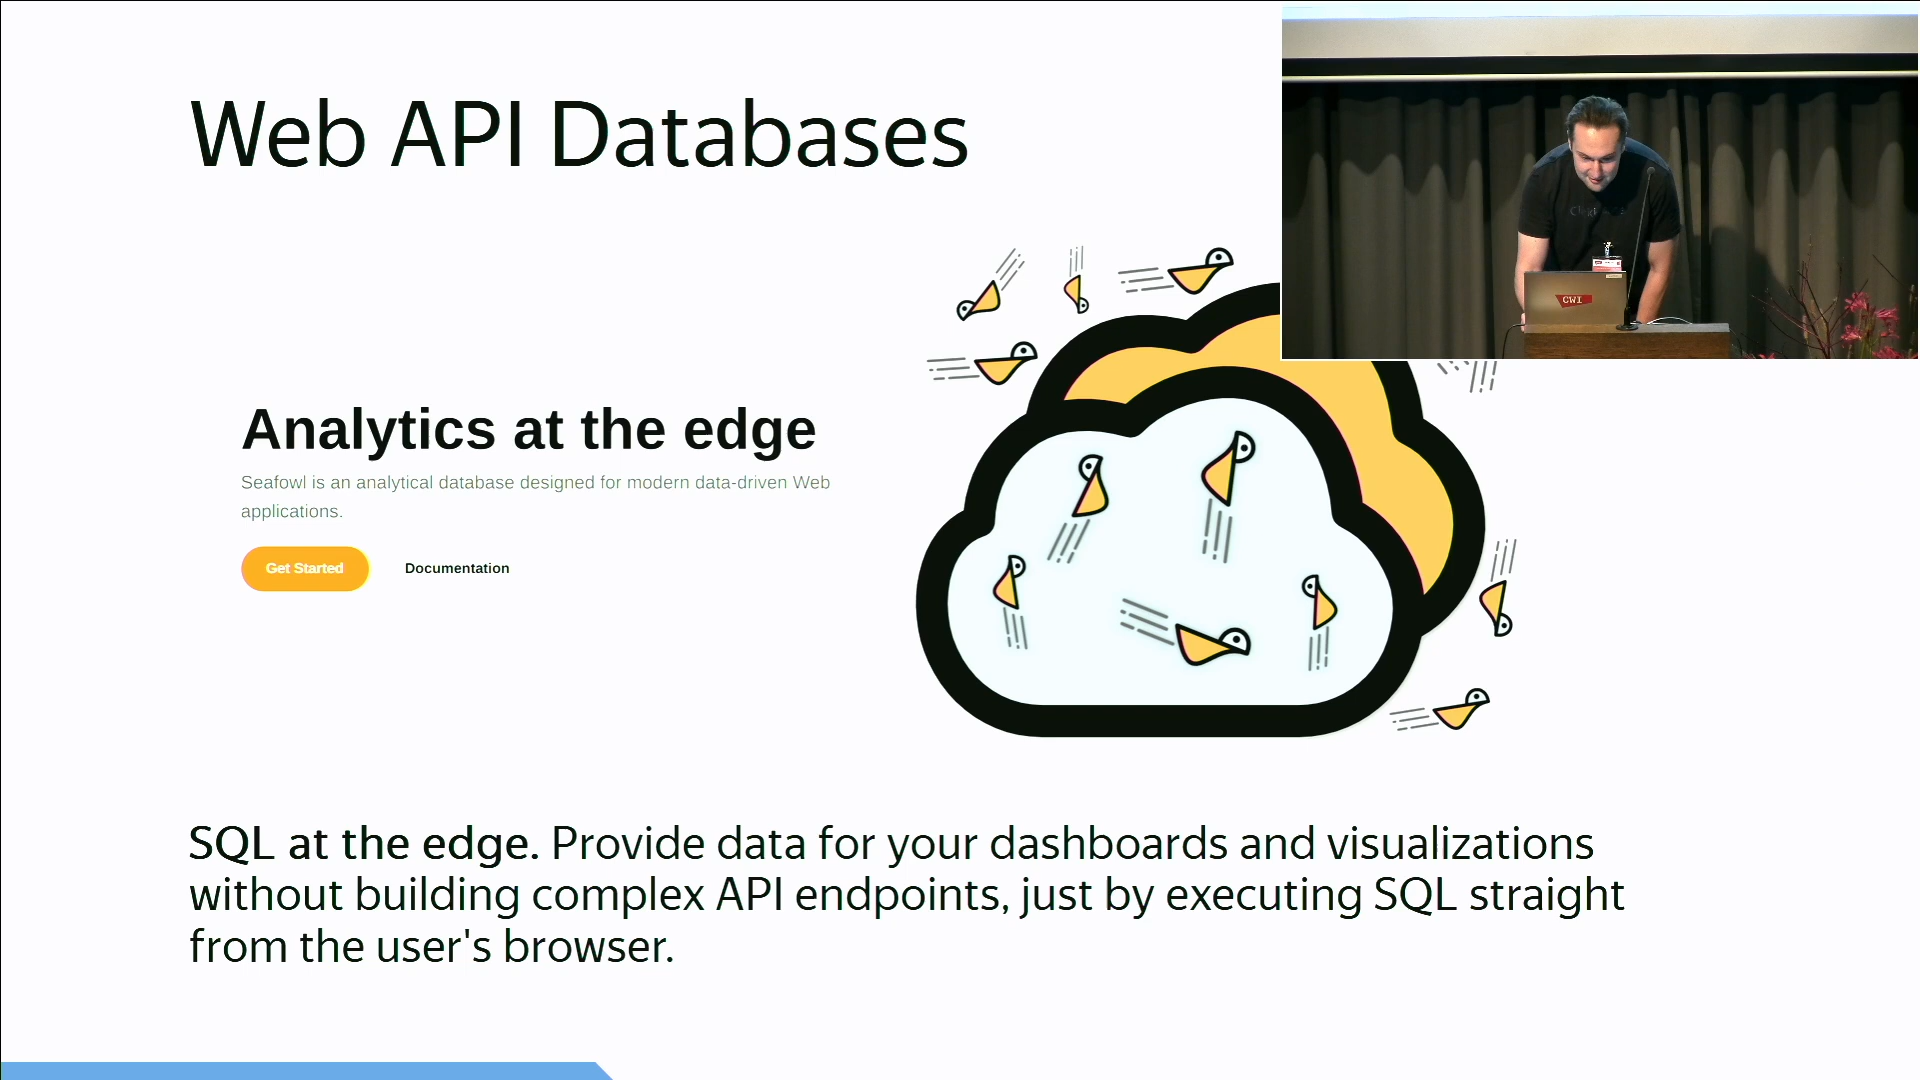 Web API Databases
Analytics at the edge
Seafowl is an analytical database designed for modern data-driven Web
applications.
Get Started
Documentation
SQL at the edge. Provide data for your dashboards and visualizations
without building complex API endpoints, just by executing SQL straight
from the user's browser.
CWI